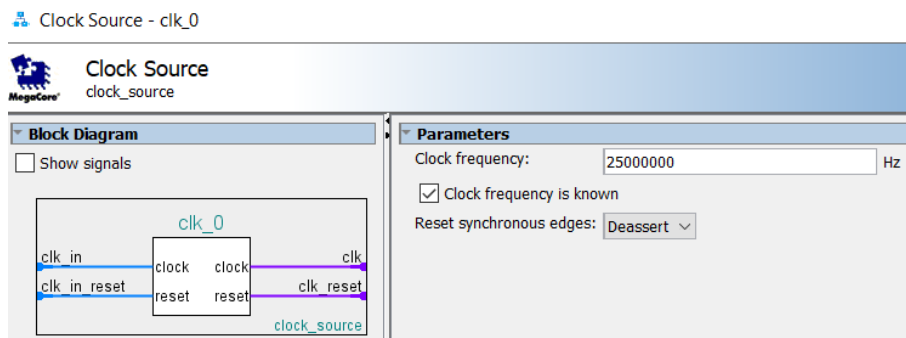 Clock Source - clk_0
Clock Source
clock_source
MegaCore'
Block Diagram
Show signals
clk_0
clk_in
clock clock
clk
clk_in_reset
reset reset
clk_reset
clock_source
Parameters
Clock frequency: 25000000 Hz
Clock frequency is known
Reset synchronous edges: Deassert